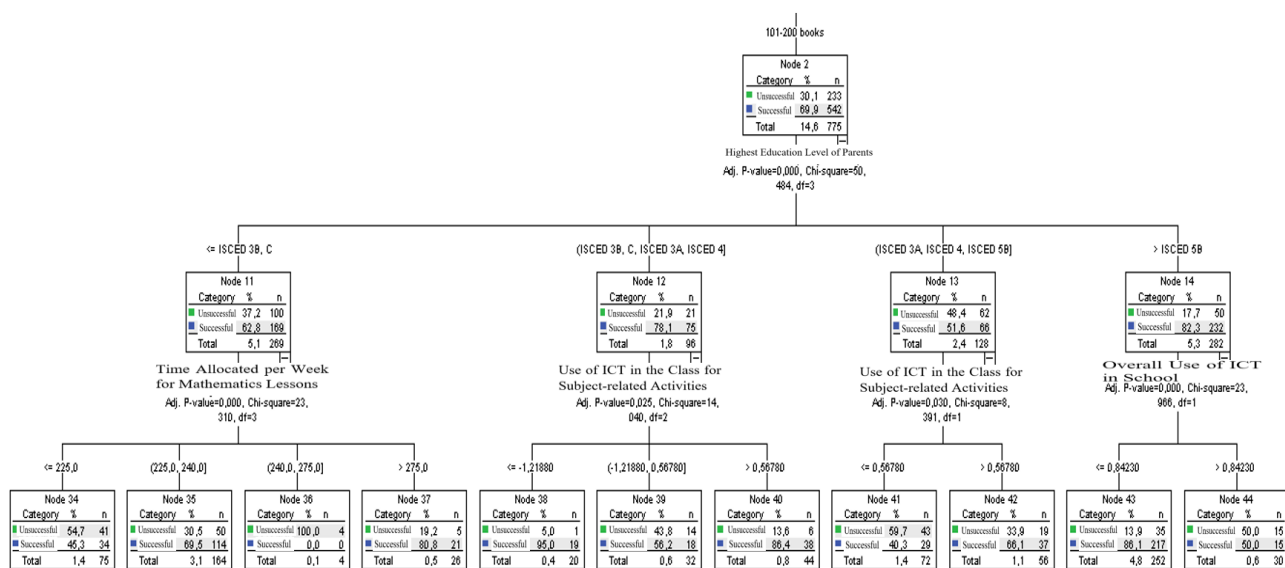 101-200 books
Node 2
Category % n
Unsuccessful 30,1 233
Successful 69,9 542
Total 14,6 775
Highest Education Level of Parents
Adj. P-value=0,000, Chi-square=50,
484, df=3
<= ISCED 3B, C
(ISCED 3B, C, ISCED 3A, ISCED 4]
(ISCED 3A, ISCED 4, ISCED 5B]
> ISCED 5B
Node 11
Category % n
Unsuccessful 37,2 100
Successful 62,8 169
Total 5,1 269
Time Allocated per Week
for Mathematics Lessons
Adj. P-value=0,000, Chi-square=23,
310, df=3
Node 12
Category % n
Unsuccessful 21,9 21
Successful 78,1 75
Total 1,8 96
Use of ICT in the Class for
Subject-related Activities
Adj. P-value=0,025, Chi-square=14,
040, df=2
Node 13
Category % n
Unsuccessful 48,4 62
Successful 51,6 66
Total 2,4 128
Use of ICT in the Class for
Subject-related Activities
Adj. P-value=0,030, Chi-square=8,
391, df=1
Node 14
Category % n
Unsuccessful 17,7 50
Successful 82,3 232
Total 5,3 282
Overall Use of ICT
in School
Adj. P-value=0,000, Chi-square=23,
966, df=1
<= 225,0
(225,0, 240,0]
(240,0, 275,0]
> 275,0
<= -1,21880
(-1,21880, 0,56780]
> 0,56780
<= 0,56780
> 0,56780
<= 0,84230
> 0,84230
Node 34
Category % n
Unsuccessful 54,7 41
Successful 45,3 34
Total 1,4 75
Node 35
Category % n
Unsuccessful 30,5 50
Successful 69,5 114
Total 3,1 164
Node 36
Category % n
Unsuccessful 100,0 4
Successful 0,0 0
Total 0,1 4
Node 37
Category % n
Unsuccessful 19,2 5
Successful 80,8 21
Total 0,5 26
Node 38
Category % n
Unsuccessful 5,0 1
Successful 95,0 19
Total 0,4 20
Node 39
Category % n
Unsuccessful 43,8 14
Successful 56,2 18
Total 0,6 32
Node 40
Category % n
Unsuccessful 13,6 6
Successful 86,4 38
Total 0,8 44
Node 41
Category % n
Unsuccessful 59,7 43
Successful 40,3 29
Total 1,4 72
Node 42
Category % n
Unsuccessful 33,9 19
Successful 66,1 37
Total 1,1 56
Node 43
Category % n
Unsuccessful 13,9 35
Successful 86,1 217
Total 4,8 252
Node 44
Category % n
Unsuccessful 50,0 15
Successful 50,0 15
Total 0,6